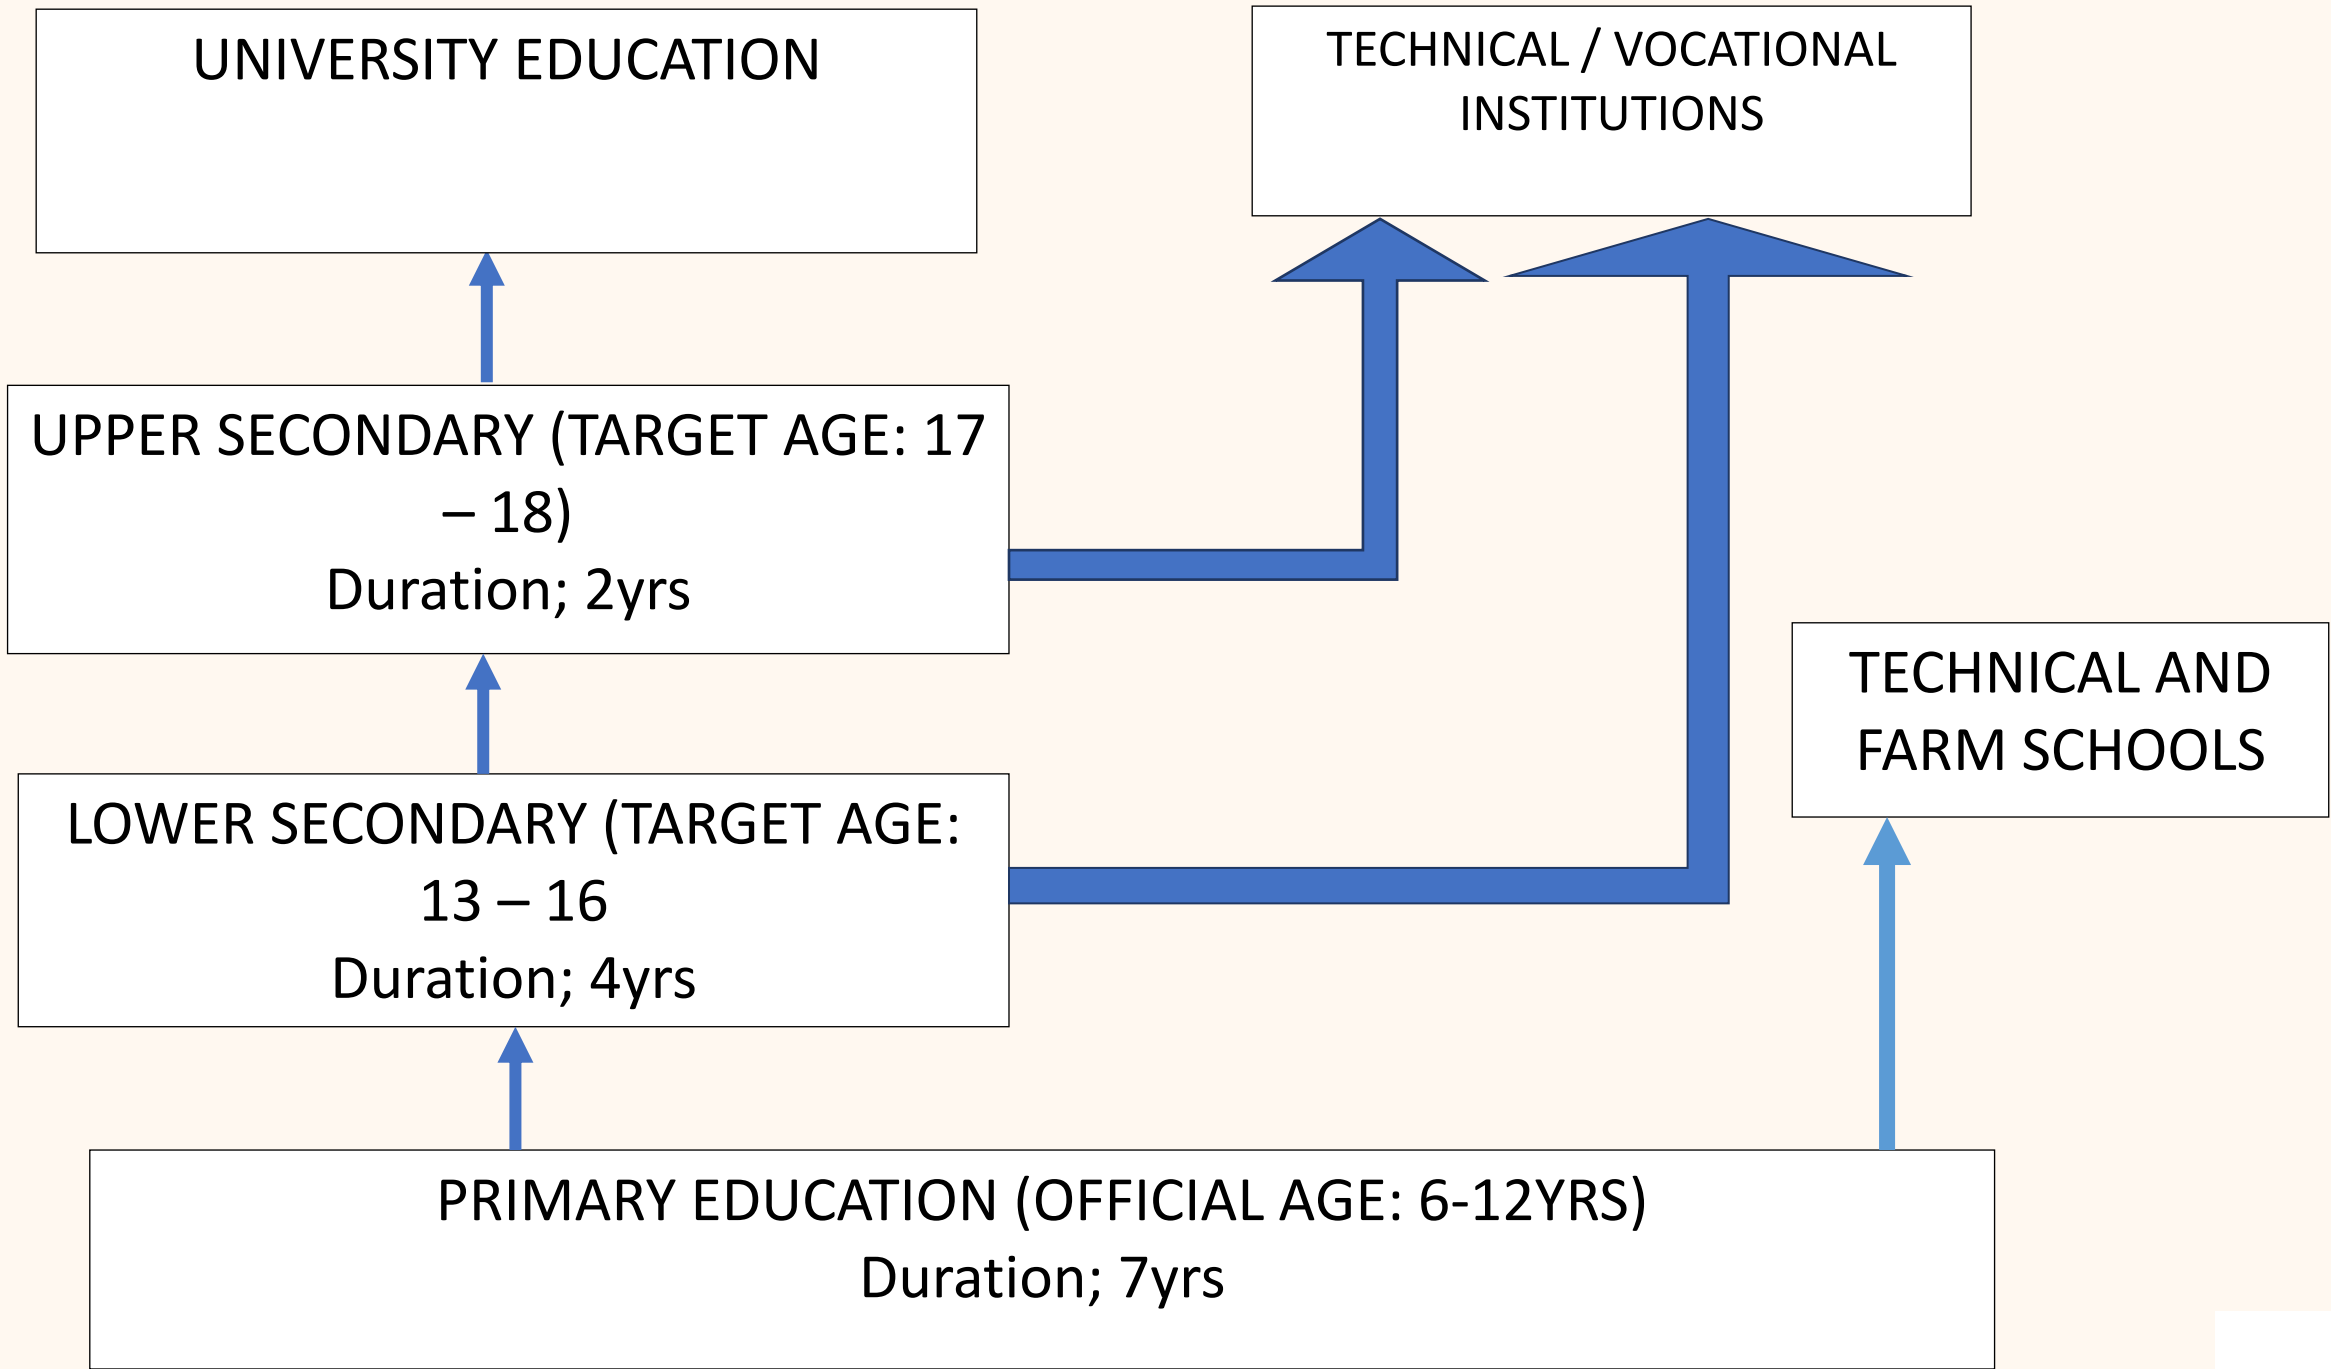 UNIVERSITY EDUCATION
TECHNICAL / VOCATIONAL
INSTITUTIONS
UPPER SECONDARY (TARGET AGE: 17
– 18)
Duration; 2yrs
TECHNICAL AND
FARM SCHOOLS
LOWER SECONDARY (TARGET AGE:
13 – 16
Duration; 4yrs
PRIMARY EDUCATION (OFFICIAL AGE: 6-12YRS)
Duration; 7yrs